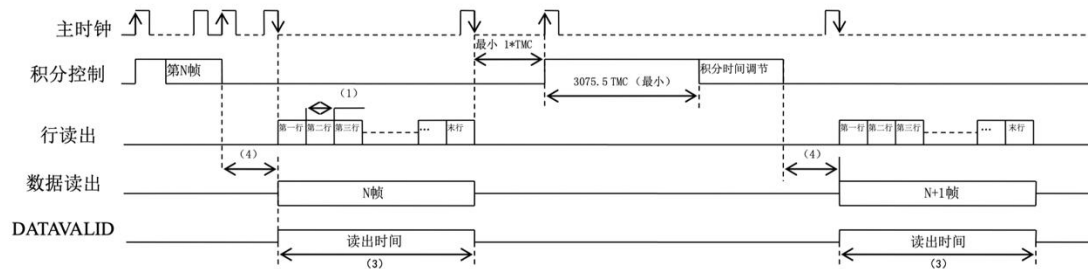 主时钟
最小 1*TMC
积分控制
第N帧
3075.5 TMC（最小）
积分时间调节
（1）
行读出
第一行 第二行 第三行 … 末行
第一行 第二行 第三行 … 末行
（4）
（4）
数据读出
N帧
N+1帧
DATAVALID
读出时间
读出时间
（3）
（3）